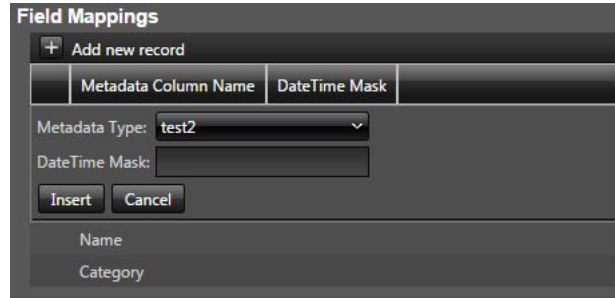 Field Mappings
+ Add new record
Metadata Column Name DateTime Mask
Metadata Type: test2
DateTime Mask:
Insert Cancel
Name
Category